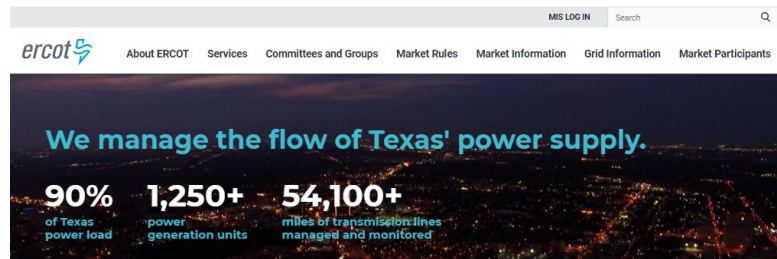 MIS LOG IN Search
ercot About ERCOT Services Committees and Groups Market Rules Market Information Grid Information Market Participants
We manage the flow of Texas' power supply.
90% 1,250+ 54,100+
of Texas power miles of transmission lines
power load generation units managed and monitored